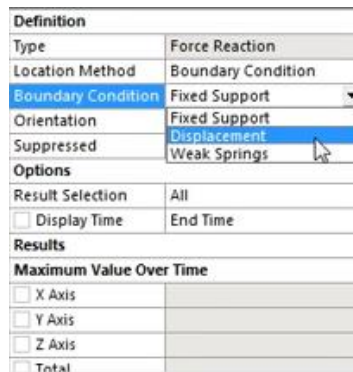 Definition
Type Force Reaction
Location Method Boundary Condition
Boundary Condition Fixed Support
Orientation Fixed Support
Displacement
Suppressed Weak Springs
Options
Result Selection All
Display Time End Time
Results
Maximum Value Over Time
X Axis
Y Axis
Z Axis
Total